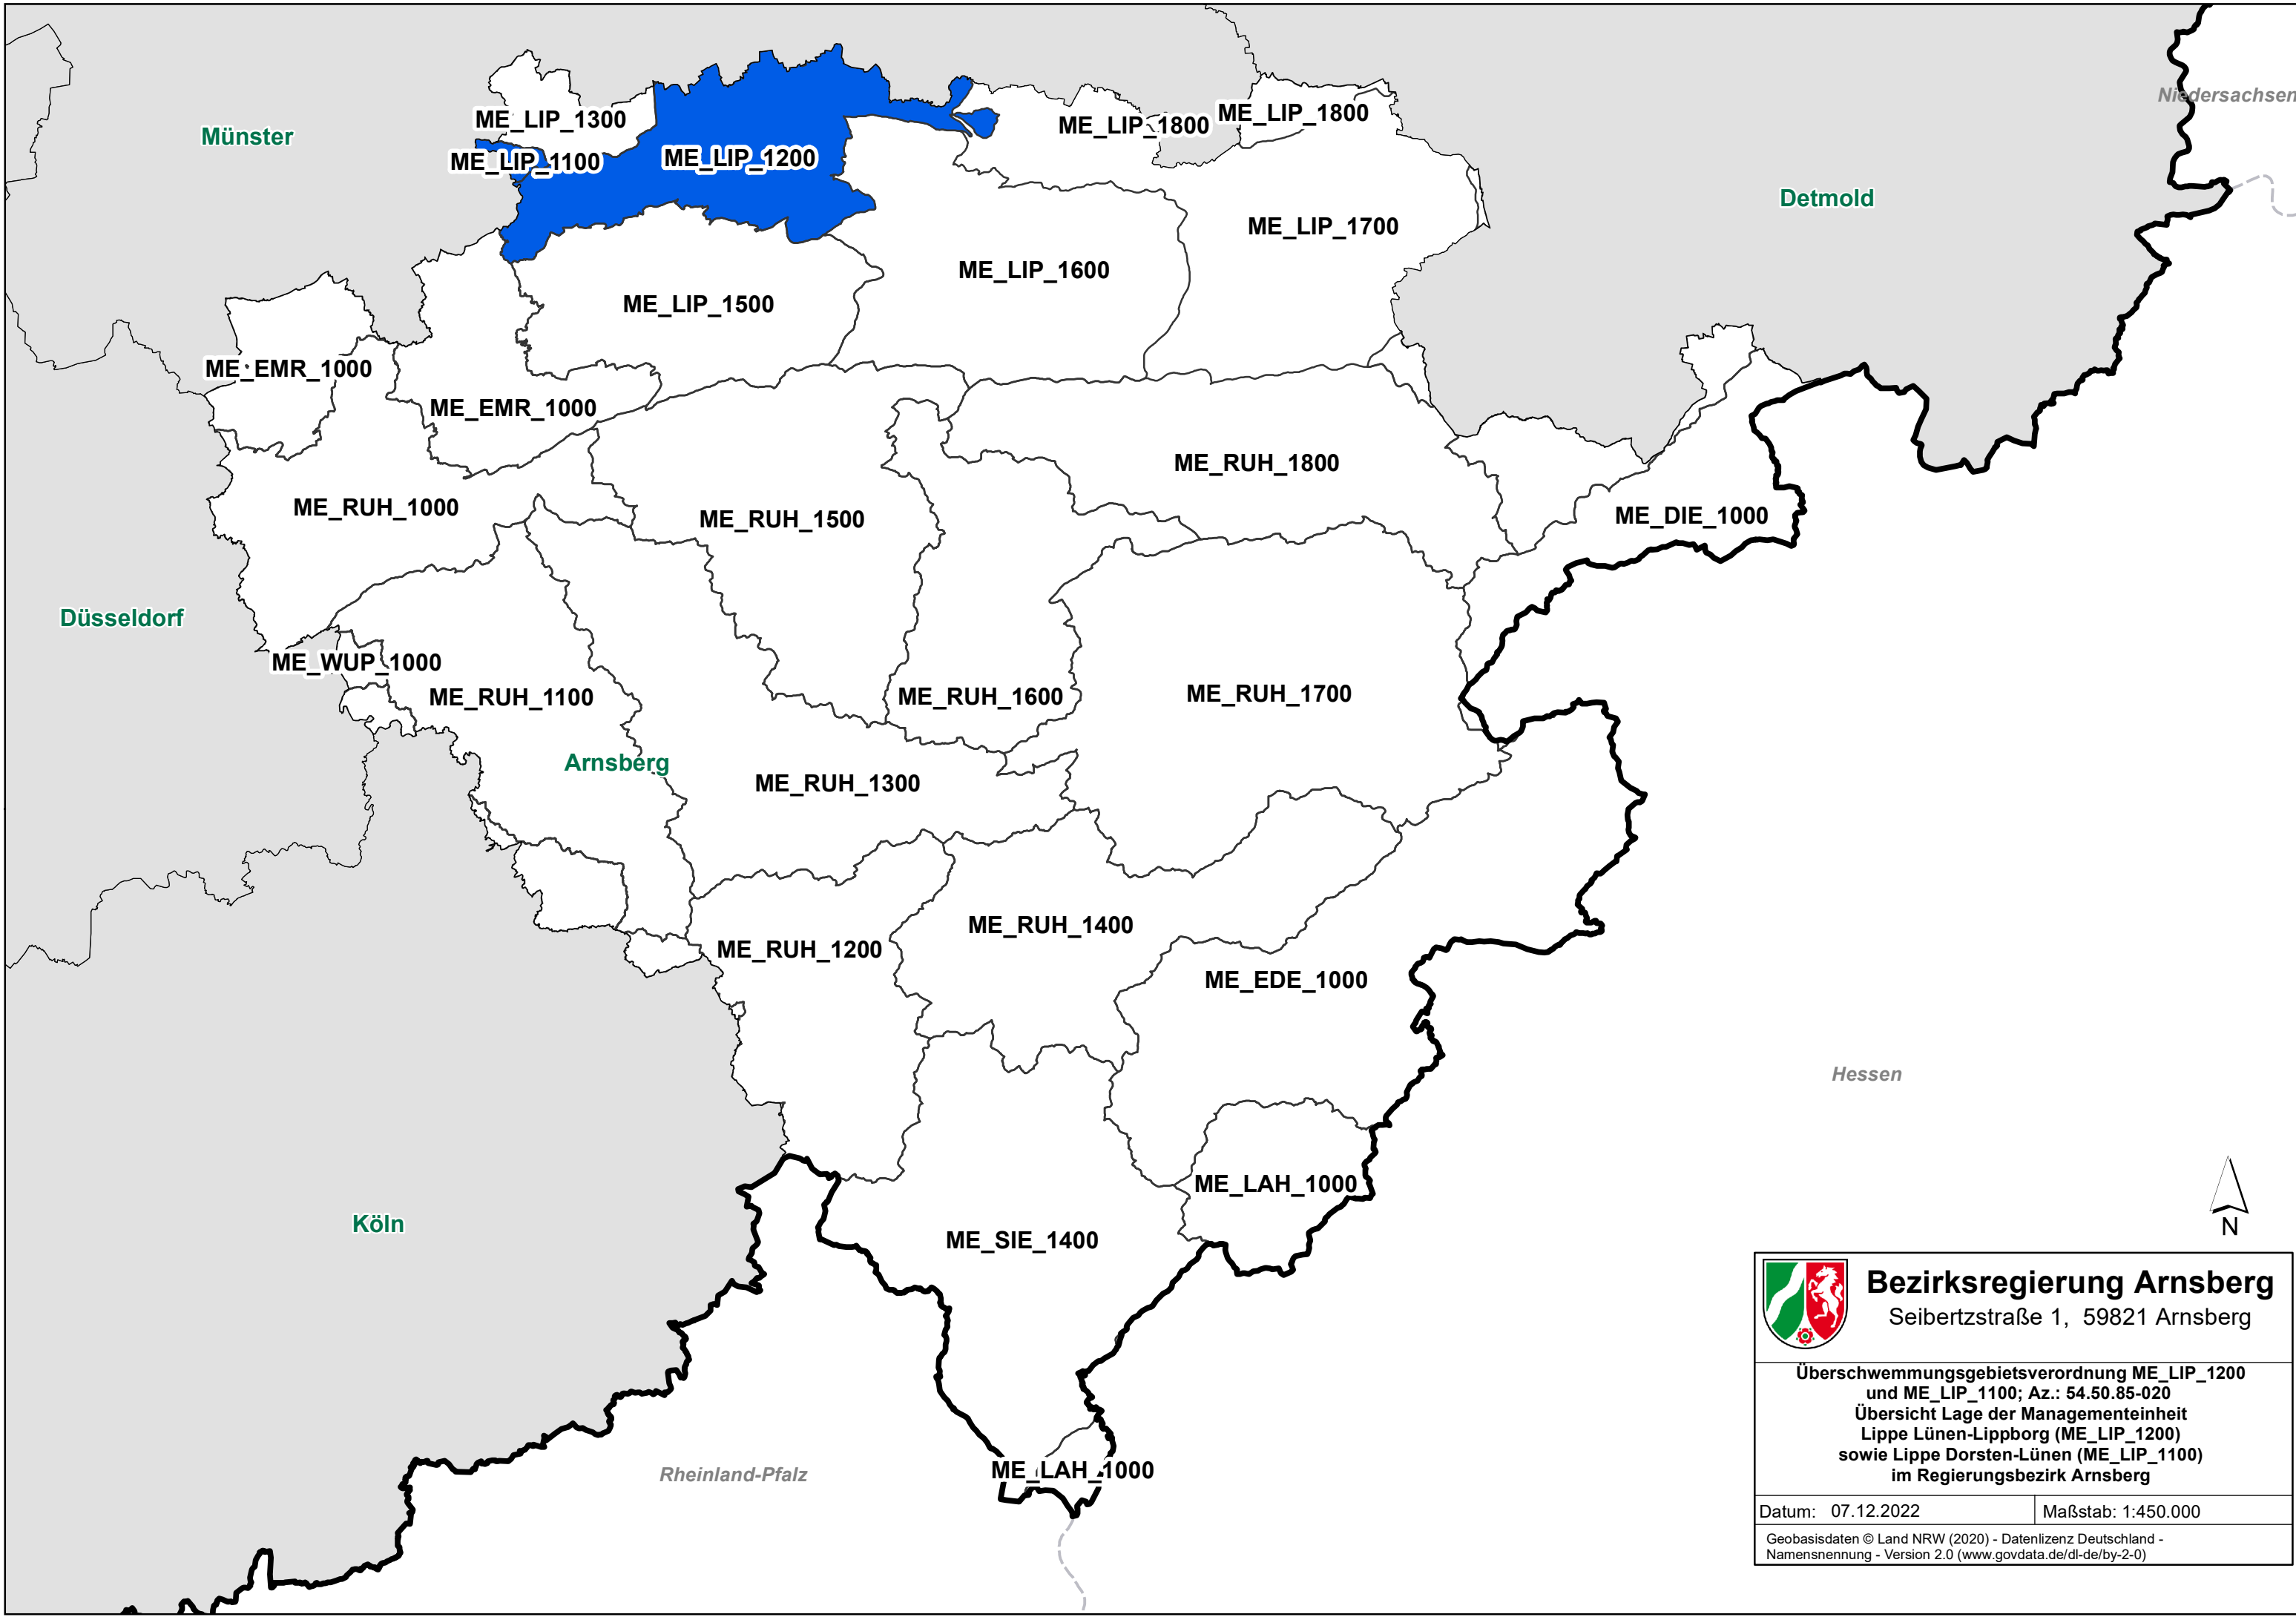 Niedersachsen
ME_LIP_1300
ME_LIP_1800
ME_LIP_1800
Münster
ME_LIP_1100
ME_LIP_1200
Detmold
ME_LIP_1700
ME_LIP_1600
ME_LIP_1500
ME_EMR_1000
ME_EMR_1000
ME_RUH_1800
ME_RUH_1000
ME_RUH_1500
ME_DIE_1000
Düsseldorf
ME_WUP_1000
ME_RUH_1100
ME_RUH_1600
ME_RUH_1700
Arnsberg
ME_RUH_1300
ME_RUH_1400
ME_RUH_1200
ME_EDE_1000
Hessen
ME_LAH_1000
Köln
ME_SIE_1400
N
Rheinland-Pfalz
ME_LAH_1000
Bezirksregierung Arnsberg
Seibertzstraße 1, 59821 Arnsberg
Überschwemmungsgebietsverordnung ME_LIP_1200
und ME_LIP_1100; Az.: 54.50.85-020
Übersicht Lage der Managementeinheit
Lippe Lünen-Lippborg (ME_LIP_1200)
sowie Lippe Dorsten-Lünen (ME_LIP_1100)
im Regierungsbezirk Arnsberg
Datum: 07.12.2022
Maßstab: 1:450.000
Geobasisdaten © Land NRW (2020) - Datenlizenz Deutschland -
Namensnennung - Version 2.0 (www.govdata.de/dl-de/by-2-0)